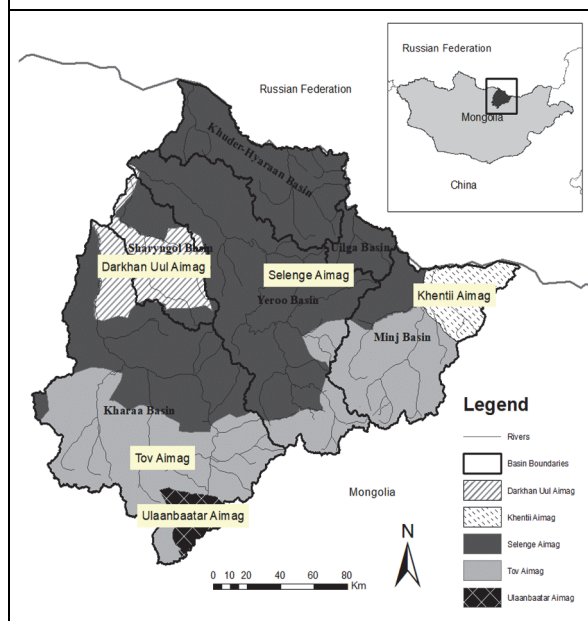 Russian Federation
Mongolia
China
Russian Federation
Khuder-Hyaraan Basin
Sharyngol Basin
Darkhan Uul Aimag
Uilga Basin
Selenge Aimag
Yeroo Basin
Khentii Aimag
Minj Basin
Kharaa Basin
Tov Aimag
Ulaanbaatar Aimag
Mongolia
N
0 10 20 40 60 80
Km
Legend
Rivers
Basin Boundaries
Darkhan Uul Aimag
Khentii Aimag
Selenge Aimag
Tov Aimag
Ulaanbaatar Aimag